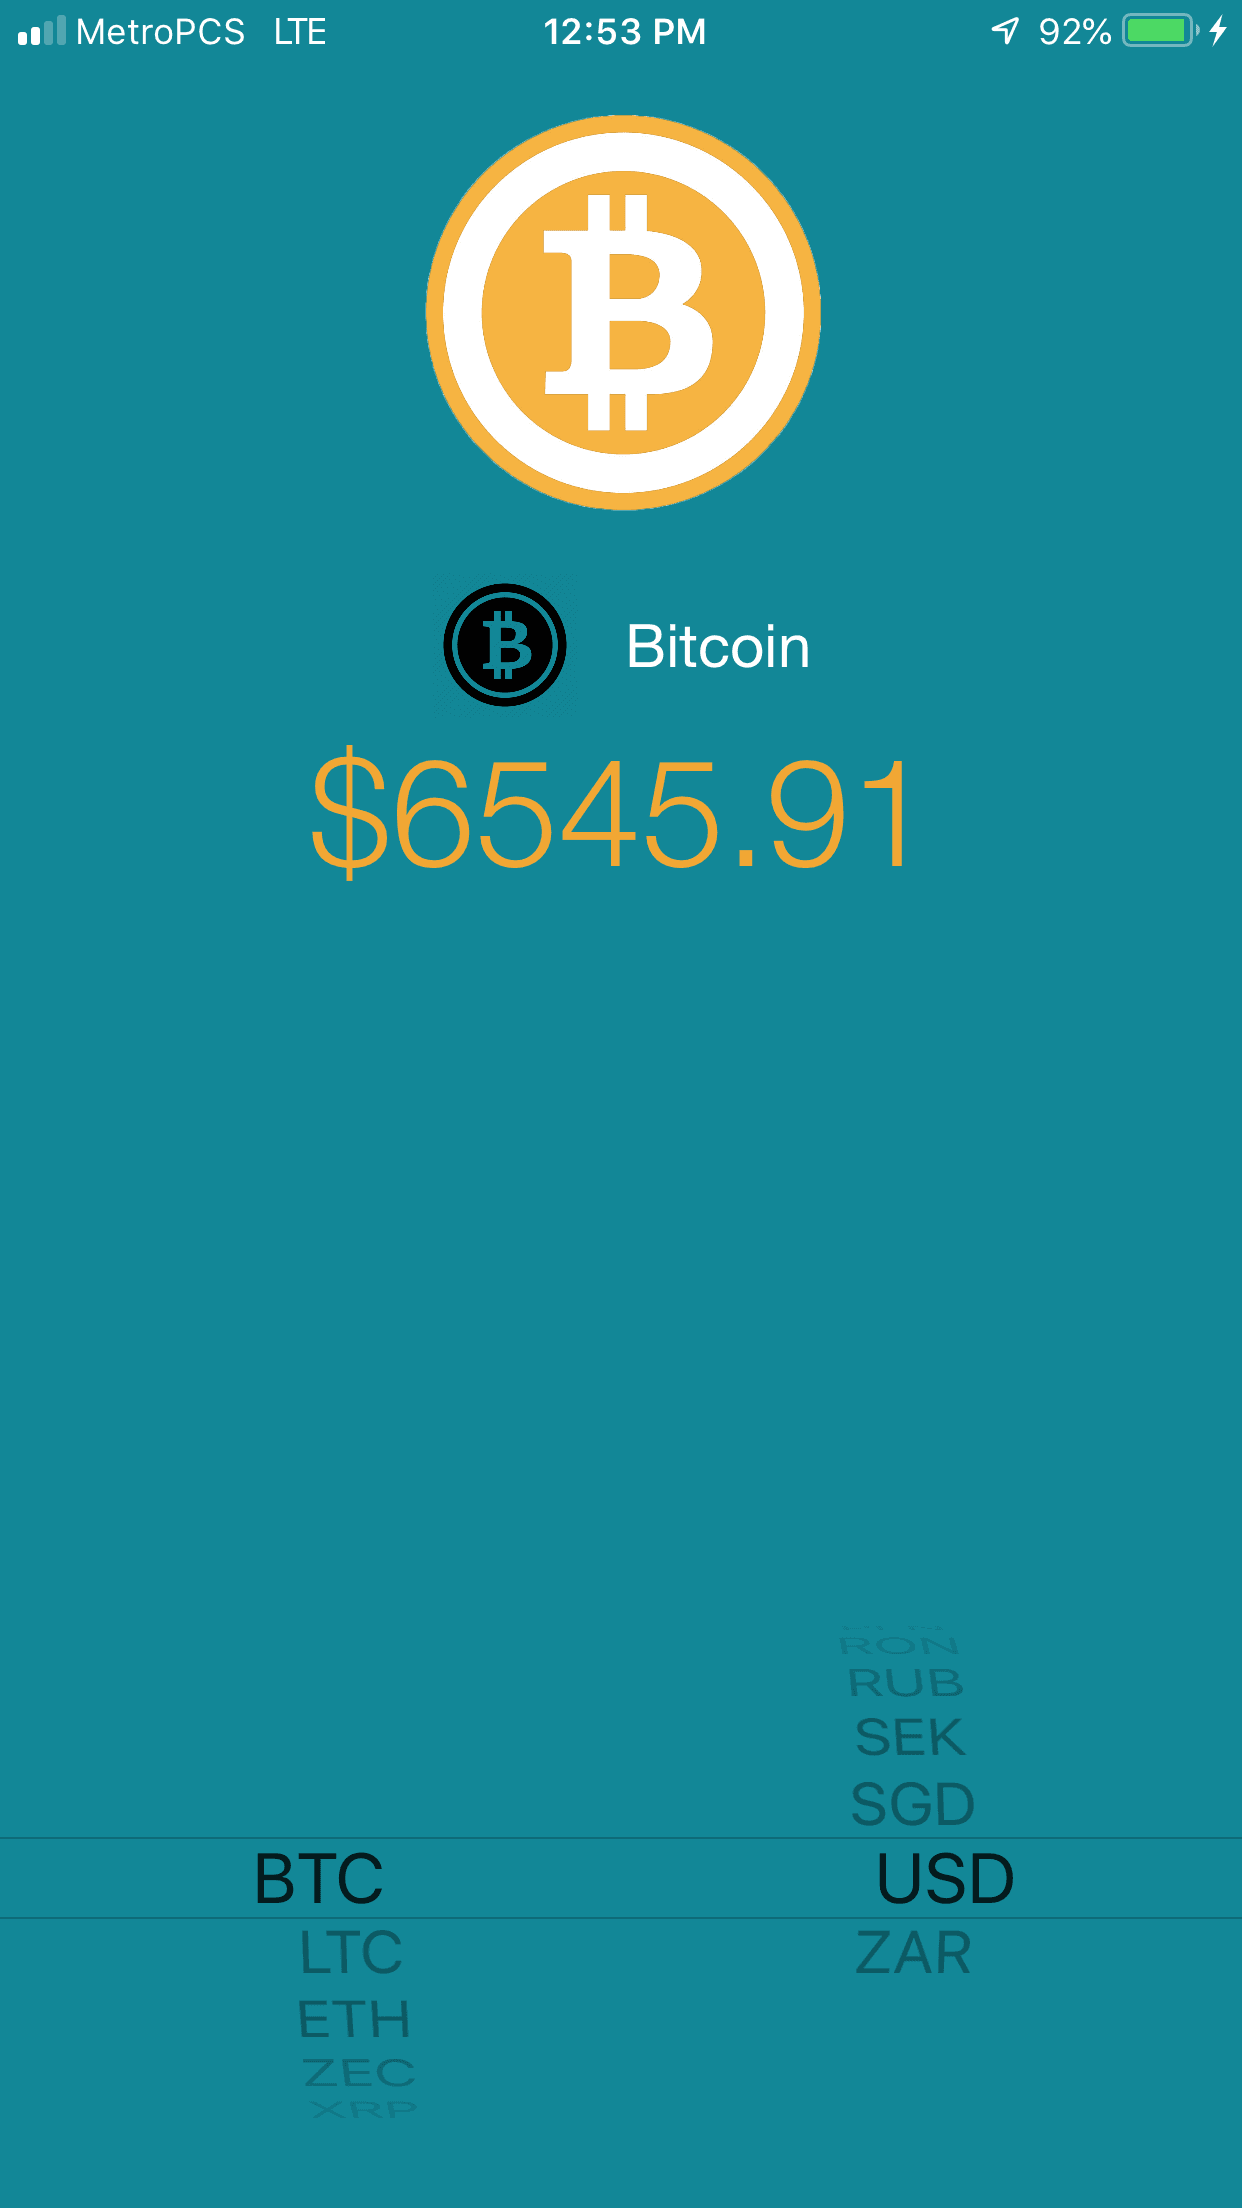 MetroPCS LTE 12:53 PM 92%
Bitcoin
$6545.91
RON
RUB
SEK
SGD
BTC USD
LTC ZAR
ETH
ZEC
XRP